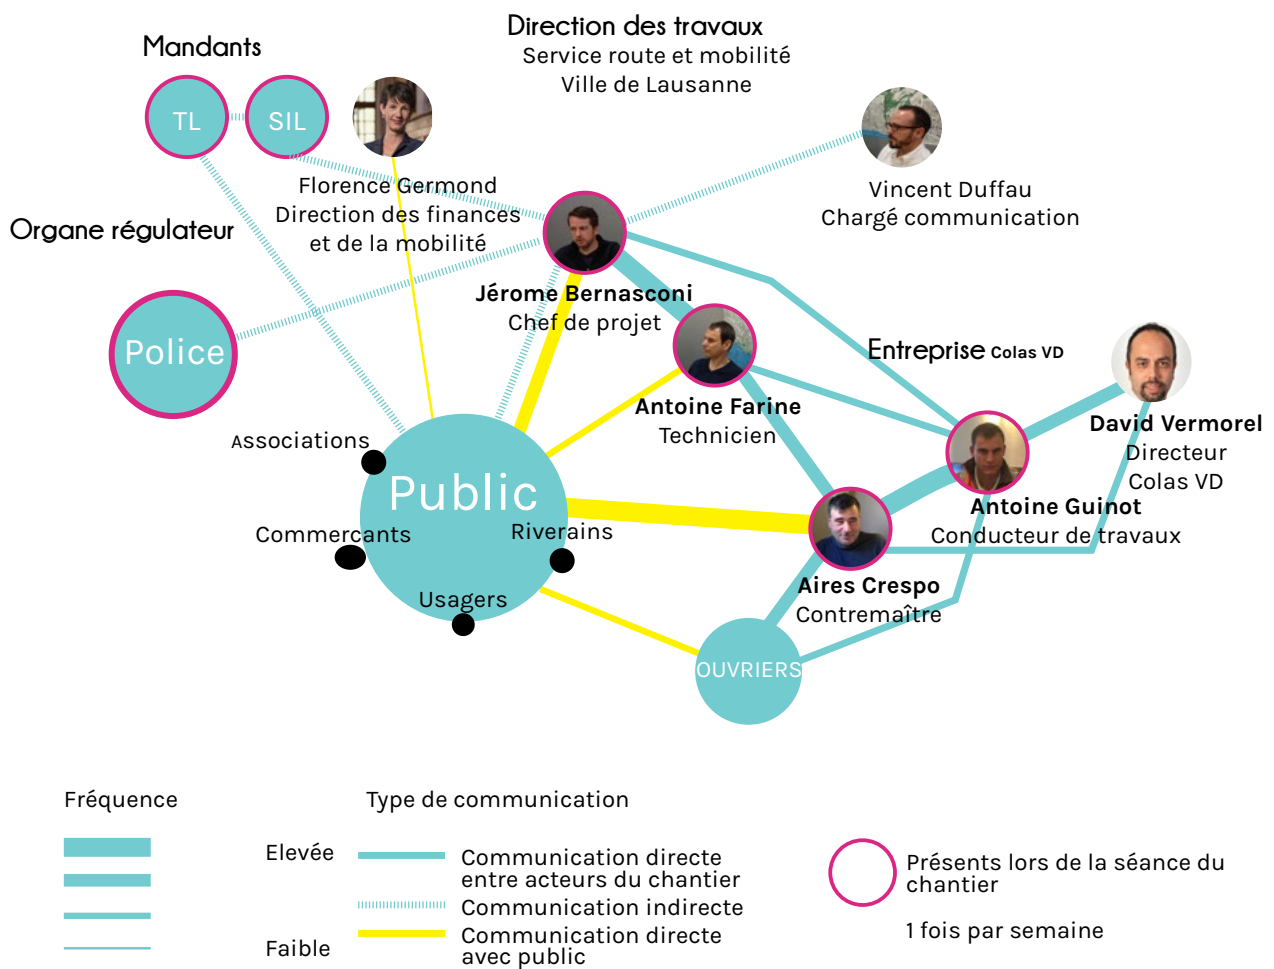 Direction des travaux
Service route et mobilité
Ville de Lausanne
Mandants
TL
SIL
Florence Germond
Direction des finances
et de la mobilité
Vincent Duffau
Chargé communication
Organe régulateur
Police
Jérome Bernasconi
Chef de projet
Entreprise Colas VD
Antoine Farine
Technicien
David Vermorel
Directeur
Colas VD
Associations
Public
Commerçants
Riverains
Usagers
Antoine Guinot
Conducteur de travaux
Aires Crespo
Contremaître
OUVRIERS
Fréquence
Elevée
Faible
Type de communication
Communication directe
entre acteurs du chantier
Communication indirecte
Communication directe
avec public
Présents lors de la séance du
chantier
1 fois par semaine